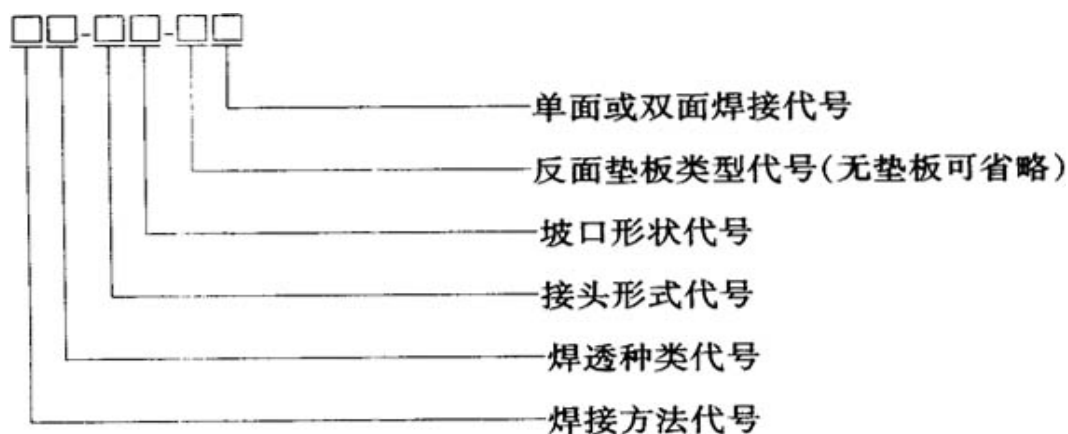 □□-□□-□□
单面或双面焊接代号
反面垫板类型代号(无垫板可省略)
坡口形状代号
接头形式代号
焊透种类代号
焊接方法代号